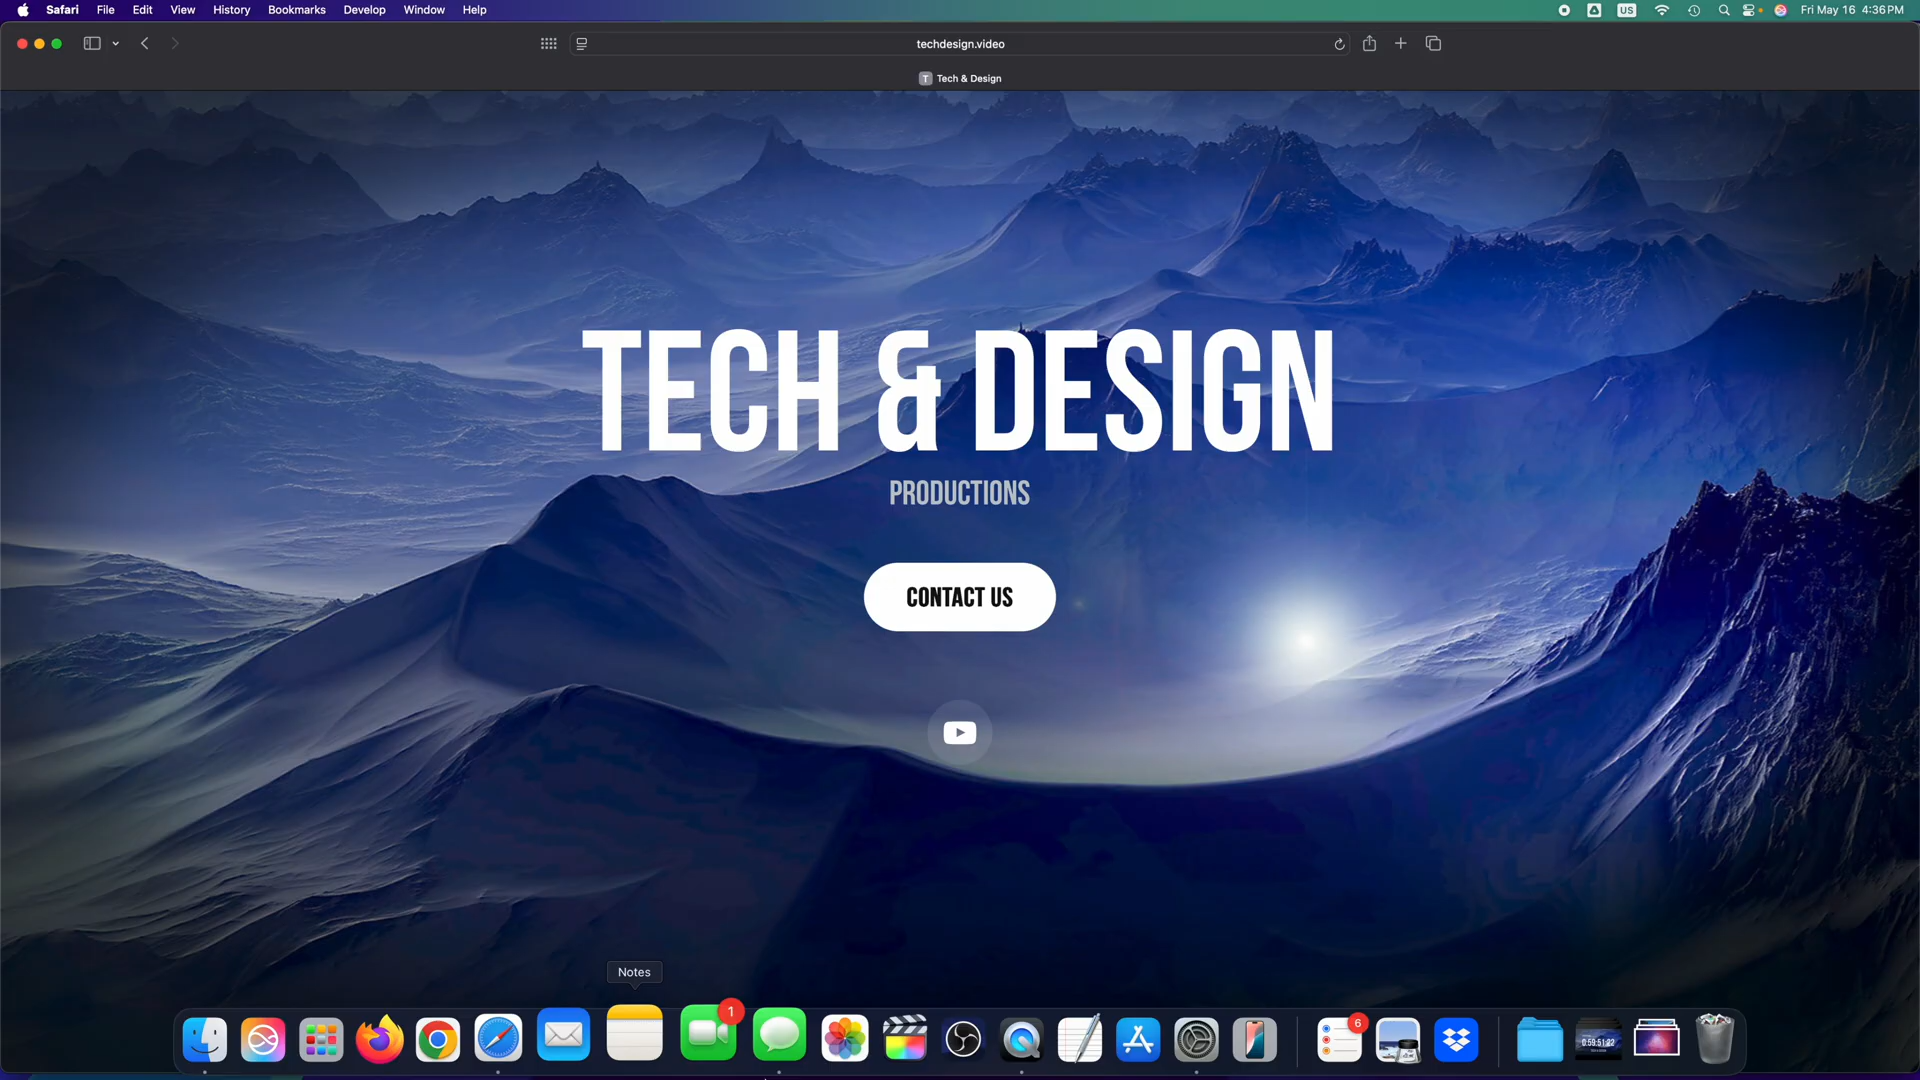 Safari File Edit View History Bookmarks Develop Window Help US Fri May 16 4:36 PM
techdesign.video
T Tech & Design
TECH & DESIGN
PRODUCTIONS
CONTACT US
Notes
1
6
0:59:51:22